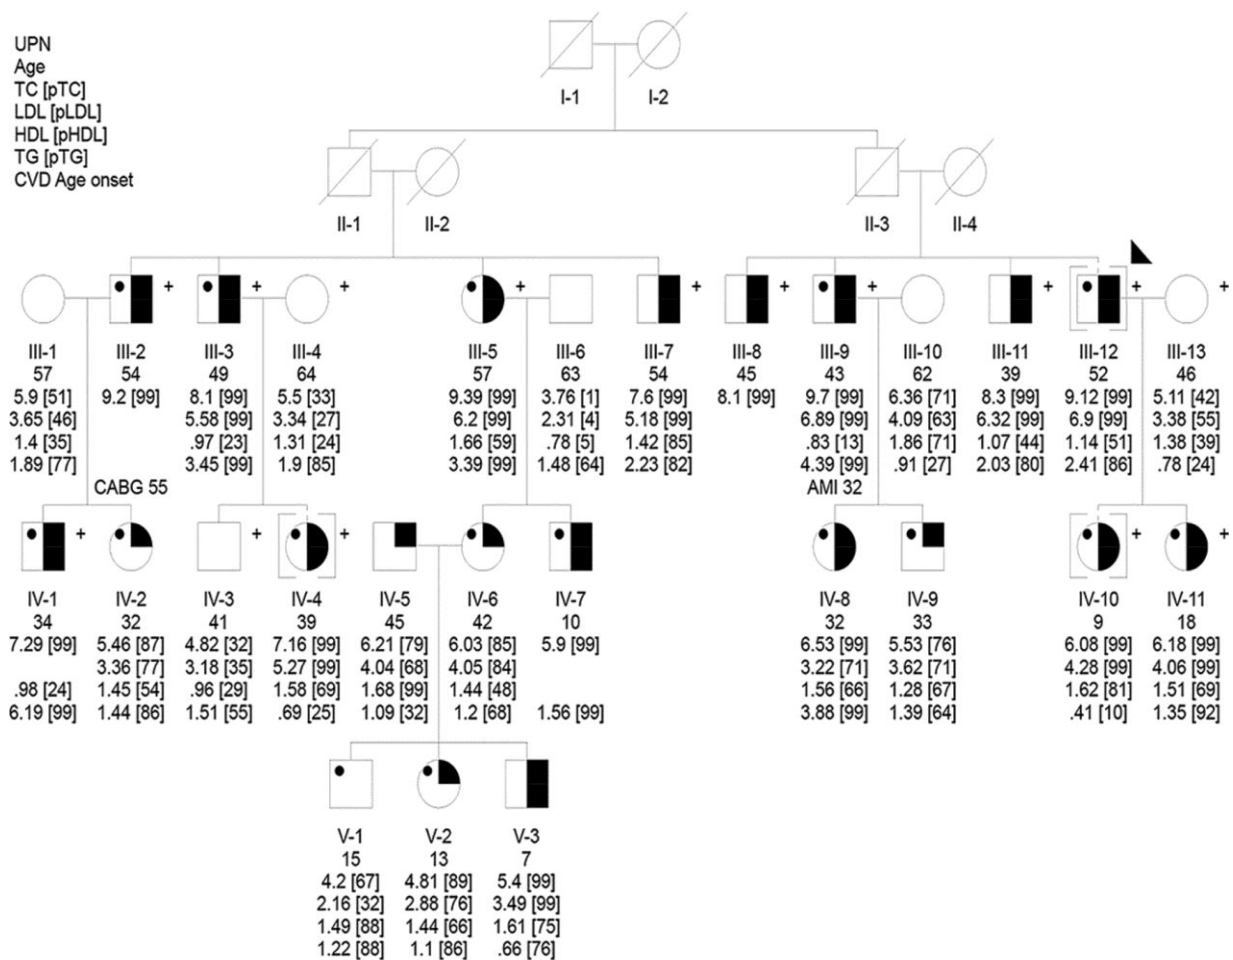 UPN
Age
TC [pTC]
LDL [pLDL]
HDL [pHDL]
TG [pTG]
CVD Age onset
I-1 I-2
II-1 II-2 II-3 II-4
+ + + + + + + + + +
III-1 III-2 III-3 III-4 III-5 III-6 III-7 III-8 III-9 III-10 III-11 III-12 III-13
57 54 49 64 57 63 54 45 43 62 39 52 46
5.9 [51] 9.2 [99] 8.1 [99] 5.5 [33] 9.39 [99] 3.76 [1] 7.6 [99] 8.1 [99] 9.7 [99] 6.36 [71] 8.3 [99] 9.12 [99] 5.11 [42]
3.65 [46] 5.58 [99] 3.34 [27] 6.2 [99] 2.31 [4] 5.18 [99] 6.89 [99] 4.09 [63] 6.32 [99] 6.9 [99] 3.38 [55]
1.4 [35] .97 [23] 1.31 [24] 1.66 [59] .78 [5] 1.42 [85] .83 [13] 1.86 [71] 1.07 [44] 1.14 [51] 1.38 [39]
1.89 [77] 3.45 [99] 1.9 [85] 3.39 [99] 1.48 [64] 2.23 [82] 4.39 [99] .91 [27] 2.03 [80] 2.41 [86] .78 [24]
CABG 55 AMI 32
+ + + + +
IV-1 IV-2 IV-3 IV-4 IV-5 IV-6 IV-7 IV-8 IV-9 IV-10 IV-11
34 32 41 39 45 42 10 32 33 9 18
7.29 [99] 5.46 [87] 4.82 [32] 7.16 [99] 6.21 [79] 6.03 [85] 5.9 [99] 6.53 [99] 5.53 [76] 6.08 [99] 6.18 [99]
3.36 [77] 3.18 [35] 5.27 [99] 4.04 [68] 4.05 [84] 3.22 [71] 3.62 [71] 4.28 [99] 4.06 [99]
.98 [24] 1.45 [54] .96 [29] 1.58 [69] 1.68 [99] 1.44 [48] 1.56 [66] 1.28 [67] 1.62 [81] 1.51 [69]
6.19 [99] 1.44 [86] 1.51 [55] .69 [25] 1.09 [32] 1.2 [68] 1.56 [99] 3.88 [99] 1.39 [64] .41 [10] 1.35 [92]
V-1 V-2 V-3
15 13 7
4.2 [67] 4.81 [89] 5.4 [99]
2.16 [32] 2.88 [76] 3.49 [99]
1.49 [88] 1.44 [66] 1.61 [75]
1.22 [88] 1.1 [86] .66 [76]